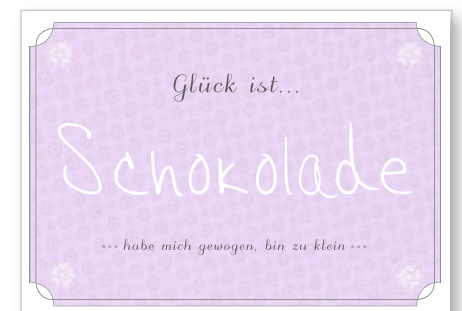 Glück ist...
Schokolade
*** habe mich gewogen, bin zu klein ***